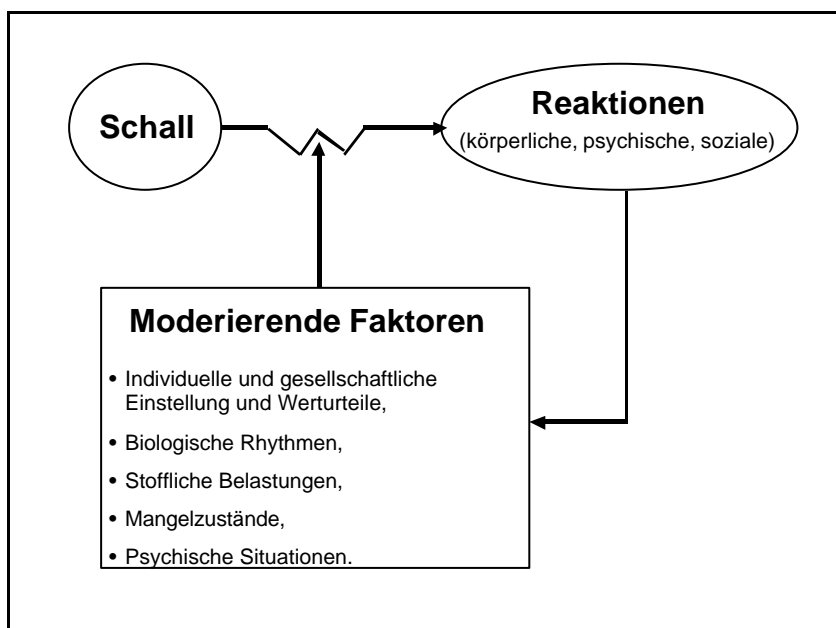 Schall
Reaktionen
(körperliche, psychische, soziale)
Moderierende Faktoren
• Individuelle und gesellschaftliche
Einstellung und Werturteile,
• Biologische Rhythmen,
• Stoffliche Belastungen,
• Mangelzustände,
• Psychische Situationen.